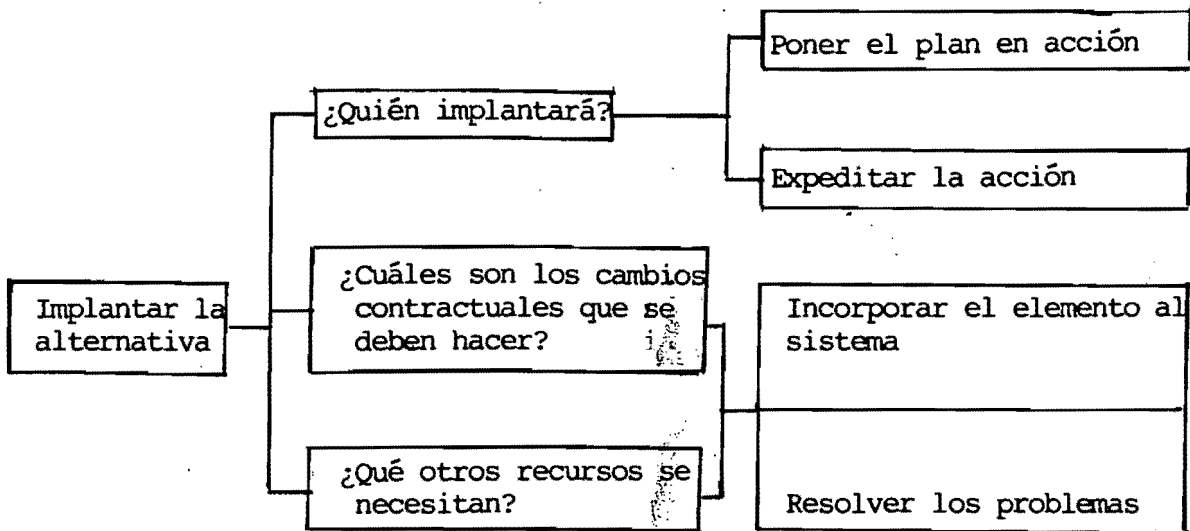 Poner el plan en acción
¿Quién implantará?
Expeditar la acción
¿Cuáles son los cambios
contractuales que se
deben hacer?
Implantar la
alternativa
Incorporar el elemento al
sistema
¿Qué otros recursos se
necesitan?
Resolver los problemas